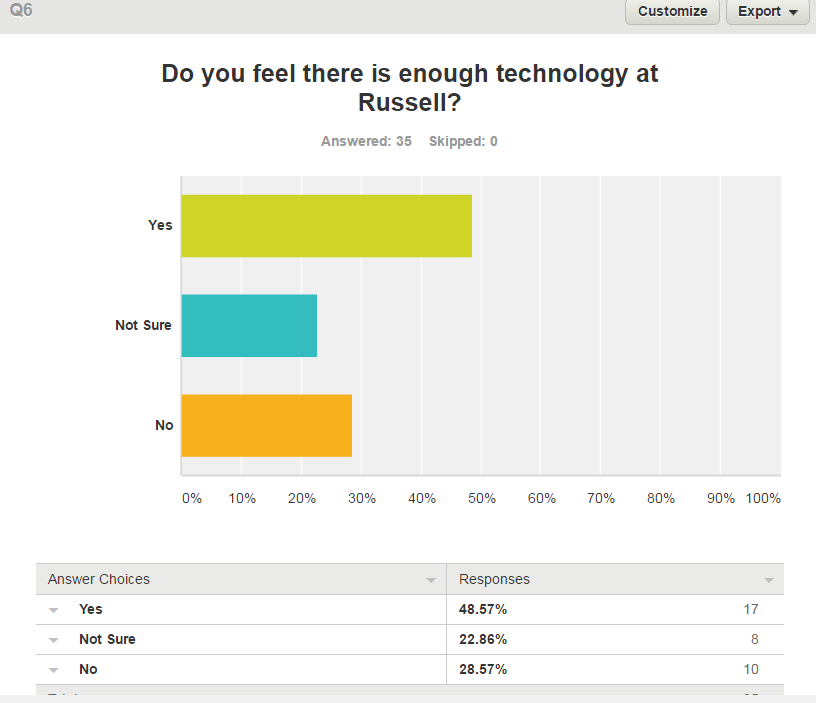 Q6
Customize Export
Do you feel there is enough technology at
Russell?
Answered: 35 Skipped: 0
Yes
Not Sure
No
0% 10% 20% 30% 40% 50% 60% 70% 80% 90% 100%
Answer Choices Responses
Yes 48.57% 17
Not Sure 22.86% 8
No 28.57% 10